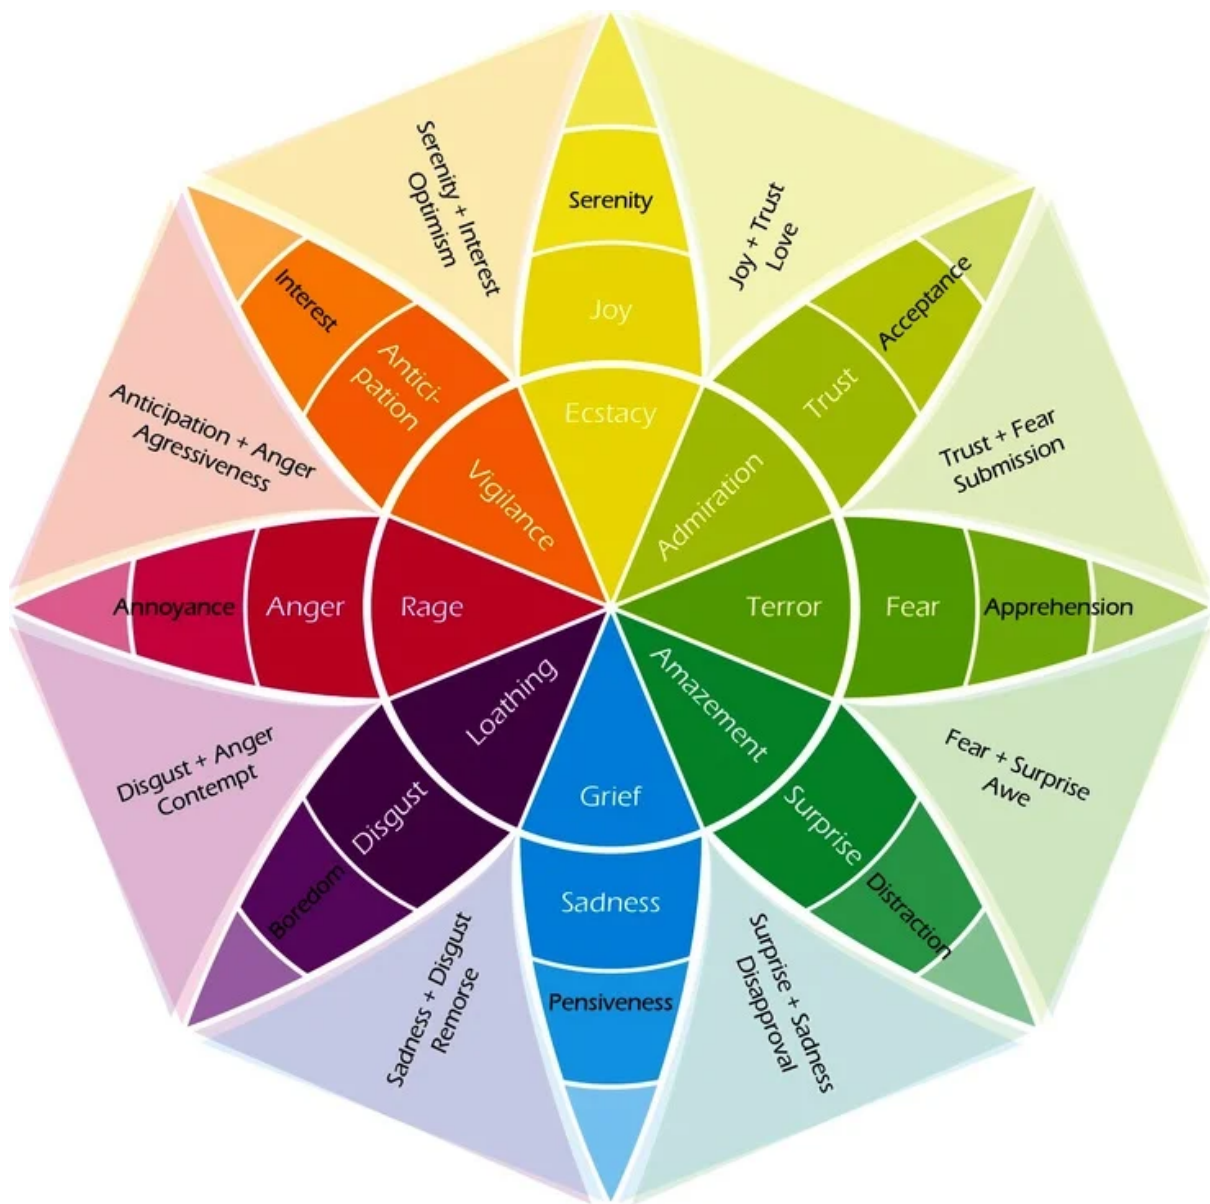 Serenity + Interest
Optimism
Serenity
Joy
Ecstacy
Joy + Trust
Love
Acceptance
Trust
Admiration
Trust + Fear
Submission
Terror
Fear
Apprehension
Fear + Surprise
Awe
Amazement
Surprise
Distraction
Surprise + Sadness
Disapproval
Grief
Sadness
Pensiveness
Sadness + Disgust
Remorse
Loathing
Disgust
Boredom
Disgust + Anger
Contempt
Annoyance
Anger
Rage
Anticipation + Anger
Agressiveness
Interest
Antici-
pation
Vigilance